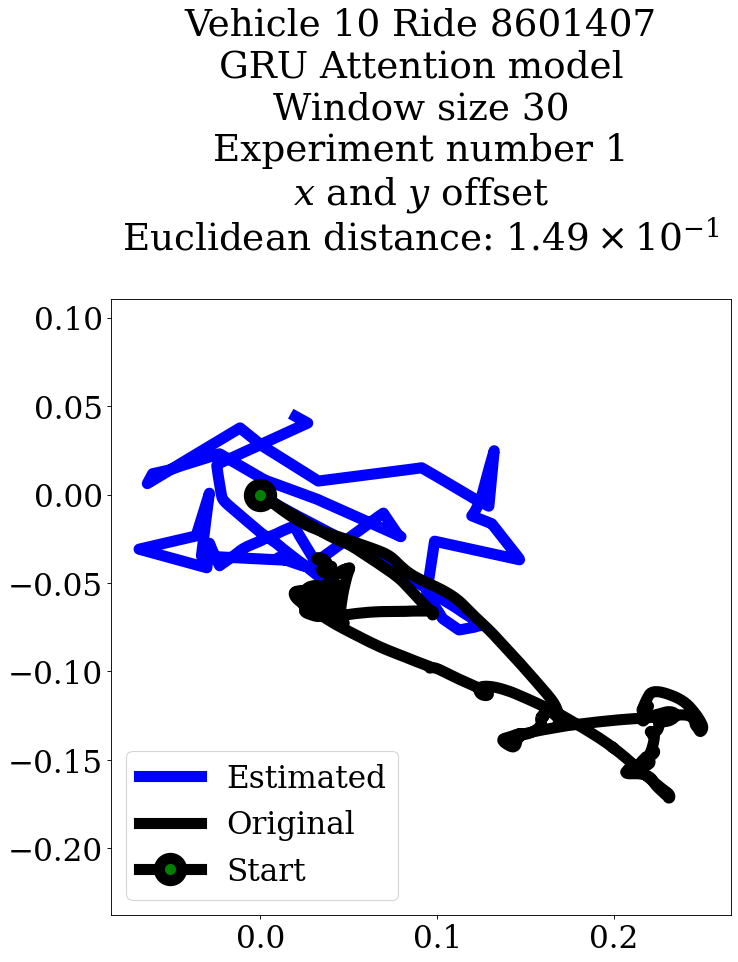 Vehicle 10 Ride 8601407
GRU Attention model
Window size 30
Experiment number 1
x and y offset
Euclidean distance: 1.49 × 10⁻¹
0.10
0.05
0.00
−0.05
−0.10
−0.15
−0.20
Estimated
Original
Start
0.0 0.1 0.2